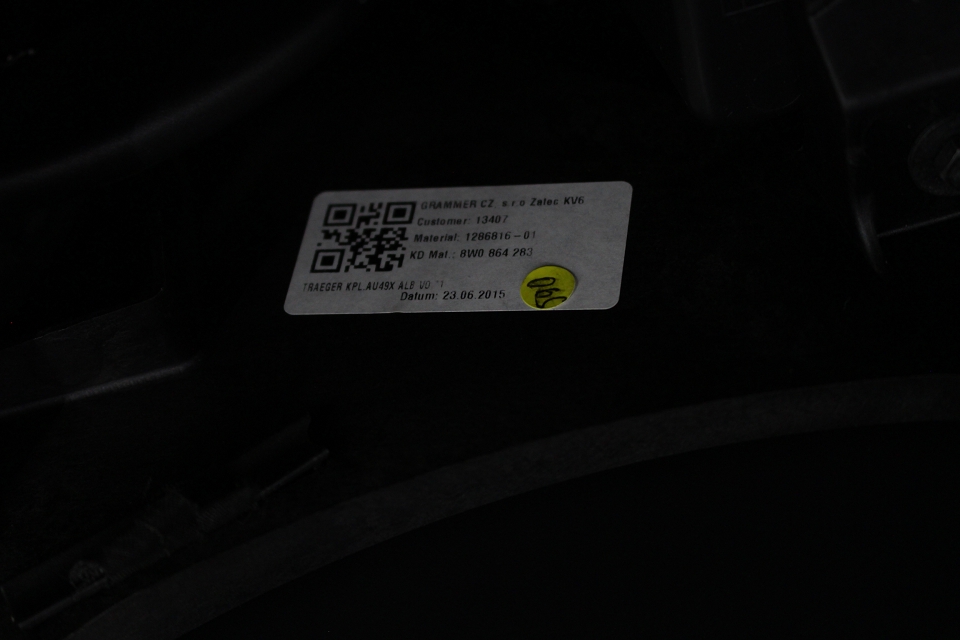 GRAMMER CZ, s.r.o Zatec KV6
Customer: 13407
Material: 1286816-01
KD Mat.: 8W0 864 283
TRAEGER KPL.AU49X ALB
Datum: 23.06.2015